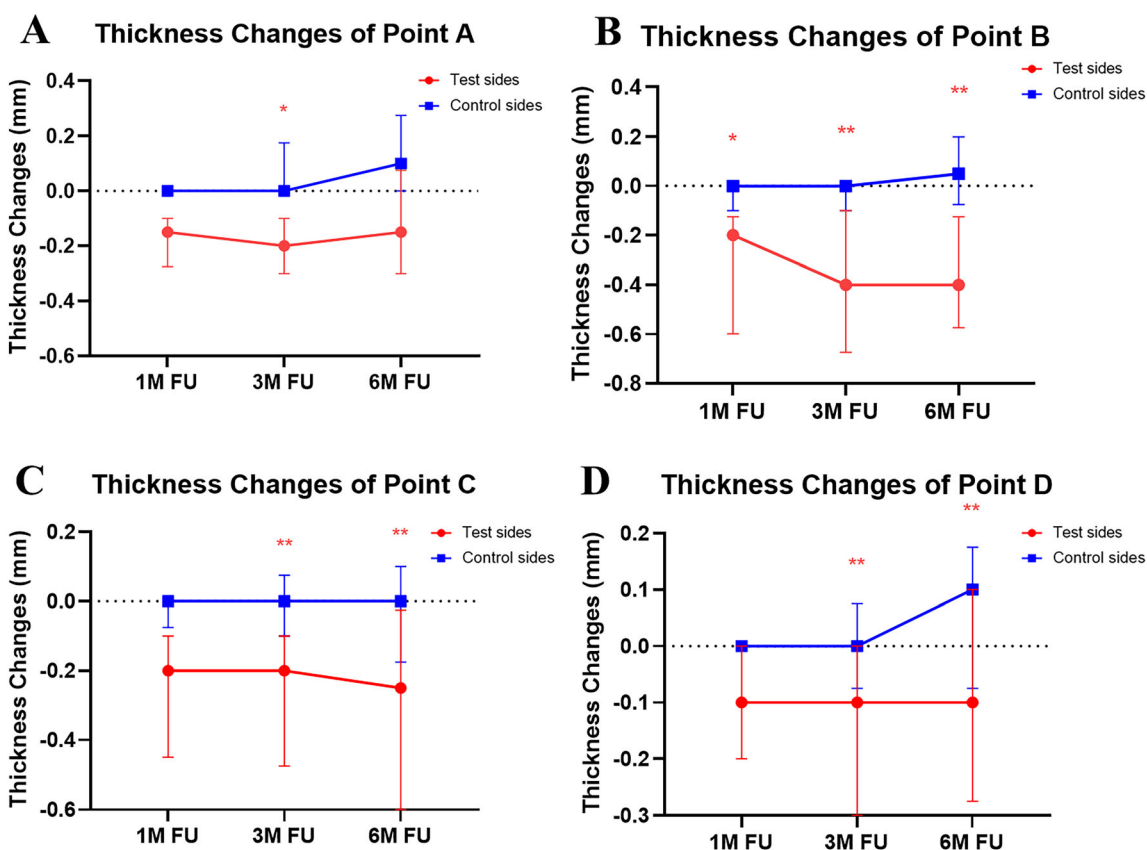 A
Thickness Changes of Point A
Thickness Changes (mm)
0.4
0.2
0.0
-0.2
-0.4
-0.6
*
Test sides
Control sides
1M FU 3M FU 6M FU
B
Thickness Changes of Point B
Thickness Changes (mm)
0.4
0.2
0.0
-0.2
-0.4
-0.6
-0.8
* ** **
Test sides
Control sides
1M FU 3M FU 6M FU
C
Thickness Changes of Point C
Thickness Changes (mm)
0.2
0.0
-0.2
-0.4
-0.6
** **
Test sides
Control sides
1M FU 3M FU 6M FU
D
Thickness Changes of Point D
Thickness Changes (mm)
0.2
0.1
0.0
-0.1
-0.2
-0.3
** **
Test sides
Control sides
1M FU 3M FU 6M FU